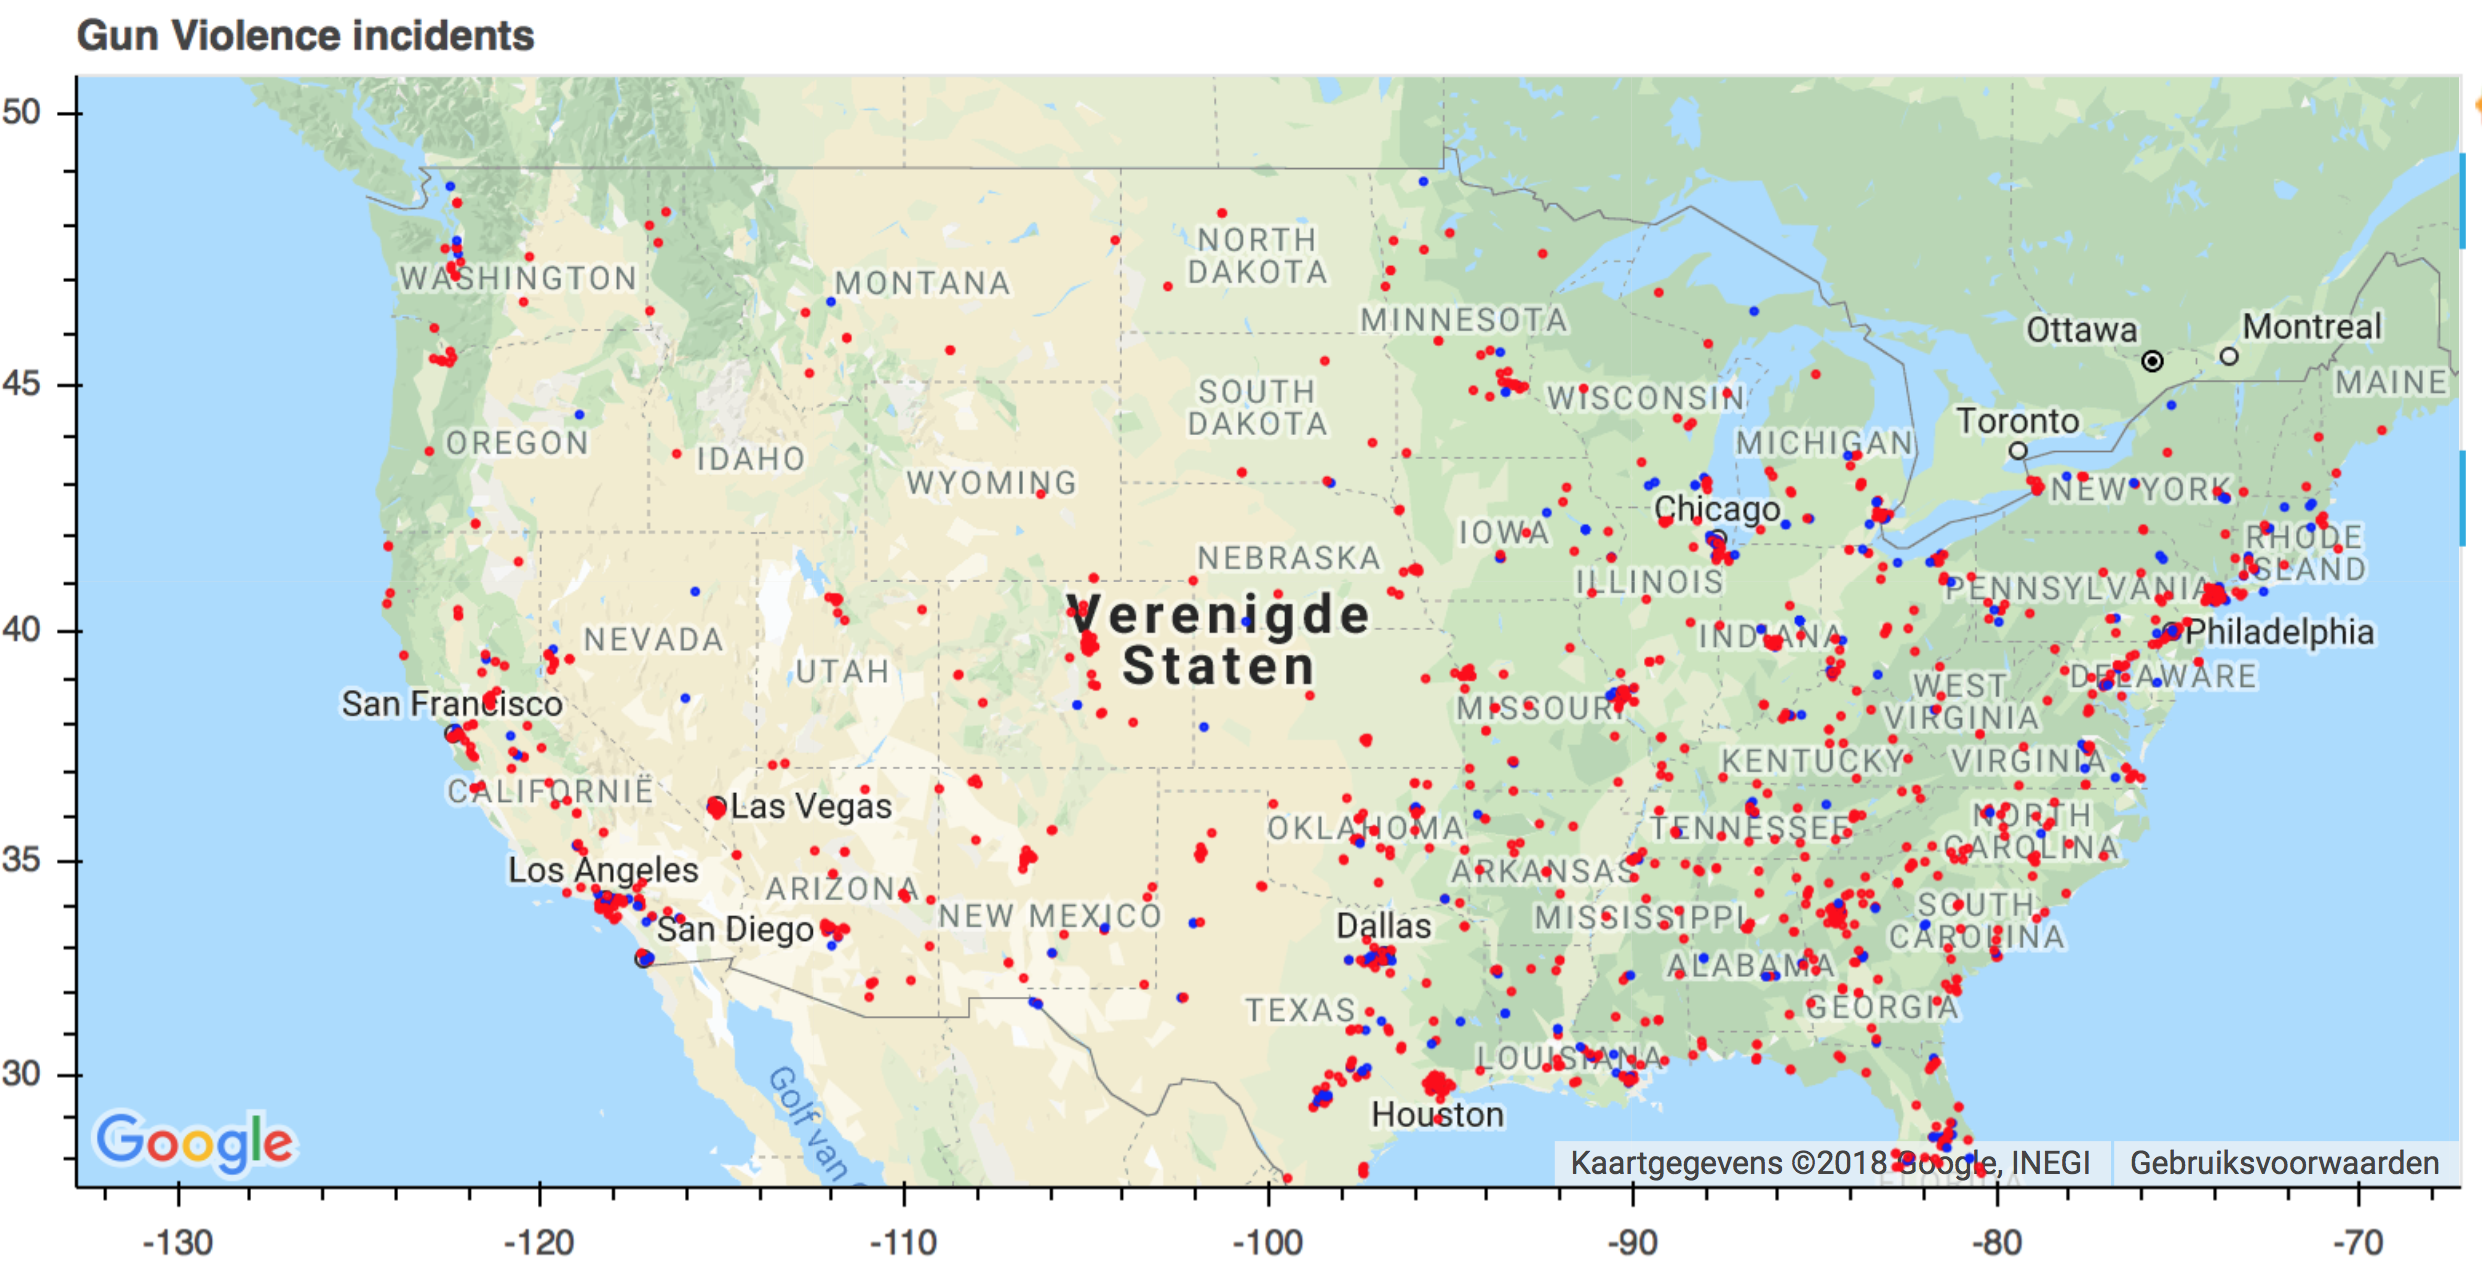 Gun Violence incidents
50
45
40
35
30
-130
-120
-110
-100
-90
-80
-70
WASHINGTON
MONTANA
NORTH
DAKOTA
MINNESOTA
Ottawa
Montreal
MAINE
OREGON
IDAHO
WYOMING
SOUTH
DAKOTA
WISCONSIN
MICHIGAN
Toronto
NEW YORK
Chicago
IOWA
RHODE
ISLAND
NEBRASKA
ILLINOIS
PENNSYLVANIA
Verenigde
Staten
NEVADA
UTAH
INDIANA
Philadelphia
DELAWARE
San Francisco
MISSOURI
WEST
VIRGINIA
CALIFORNIË
KENTUCKY
VIRGINIA
Las Vegas
OKLAHOMA
TENNESSEE
NORTH
CAROLINA
Los Angeles
ARIZONA
ARKANSAS
San Diego
NEW MEXICO
Dallas
MISSISSIPPI
SOUTH
CAROLINA
ALABAMA
TEXAS
GEORGIA
LOUISIANA
Houston
Golf van
FLORIDA
Google
Kaartgegevens ©2018 Google, INEGI
Gebruiksvoorwaarden